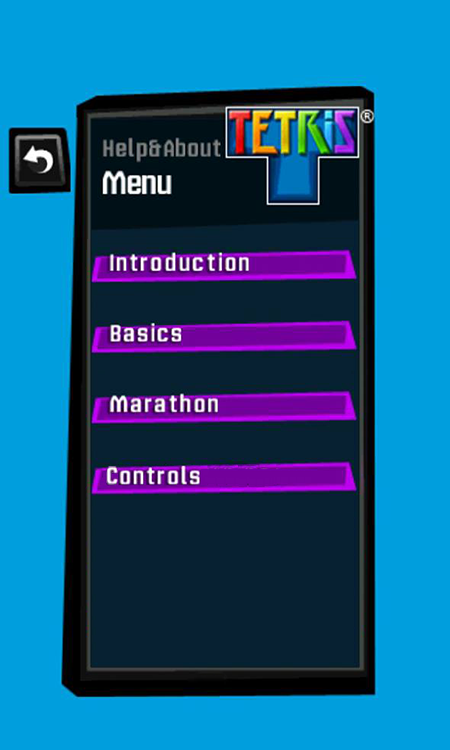 TETRiS®
Help&About
Menu
Introduction
Basics
Marathon
Controls